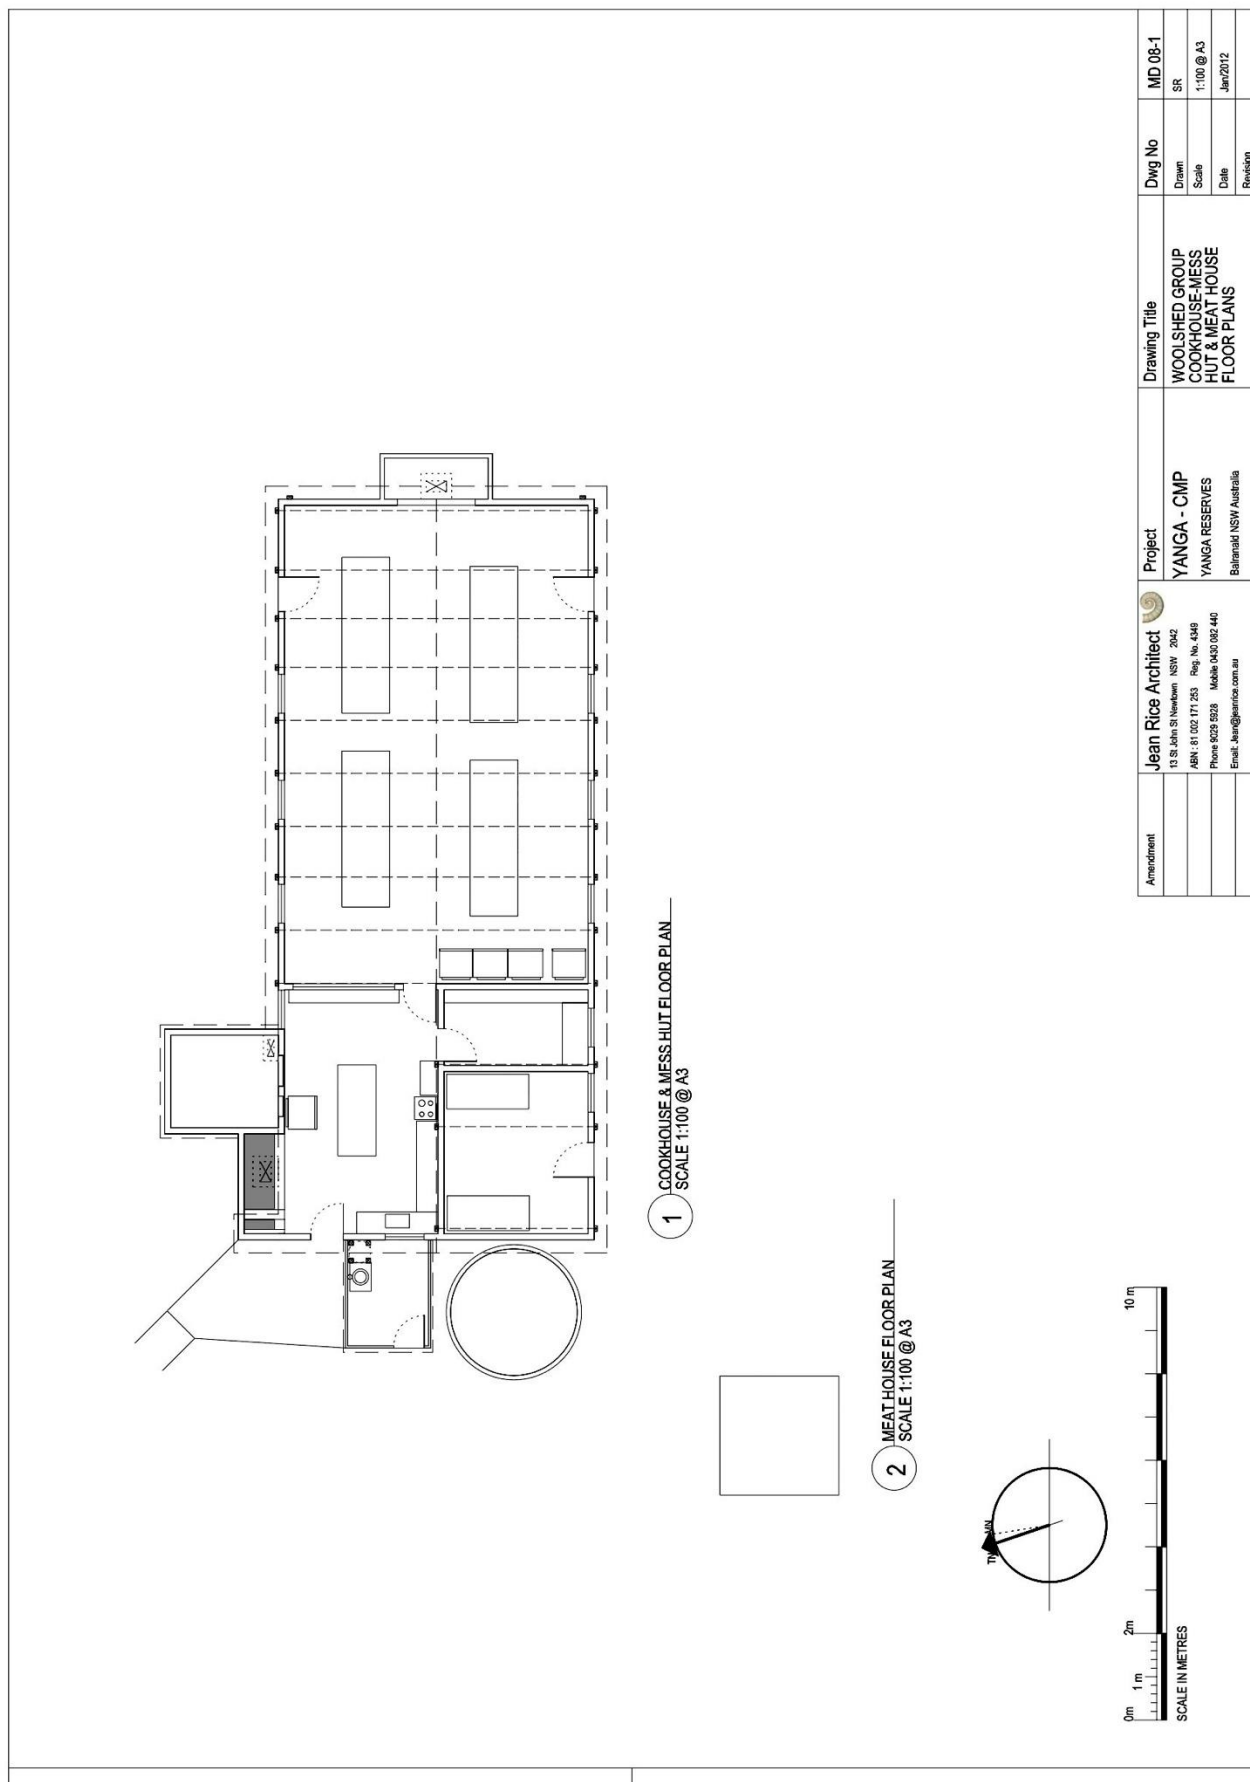 1
COOKHOUSE & MESS HUT FLOOR PLAN
SCALE 1:100 @ A3
2
MEAT HOUSE FLOOR PLAN
SCALE 1:100 @ A3
TN
MN
0m
1 m
2m
10 m
SCALE IN METRES
Amendment
Jean Rice Architect
13 St John St Newtown NSW 2042
ABN : 81 002 171 253 Reg. No. 4349
Phone 9029 5928 Mobile 0430 082 440
Email: Jean@jeanrice.com.au
Project
YANGA - CMP
YANGA RESERVES
Balranald NSW Australia
Drawing Title
WOOLSHED GROUP
COOKHOUSE-MESS
HUT & MEAT HOUSE
FLOOR PLANS
Dwg No MD 08-1
Drawn SR
Scale 1:100 @ A3
Date Jan/2012
Revision